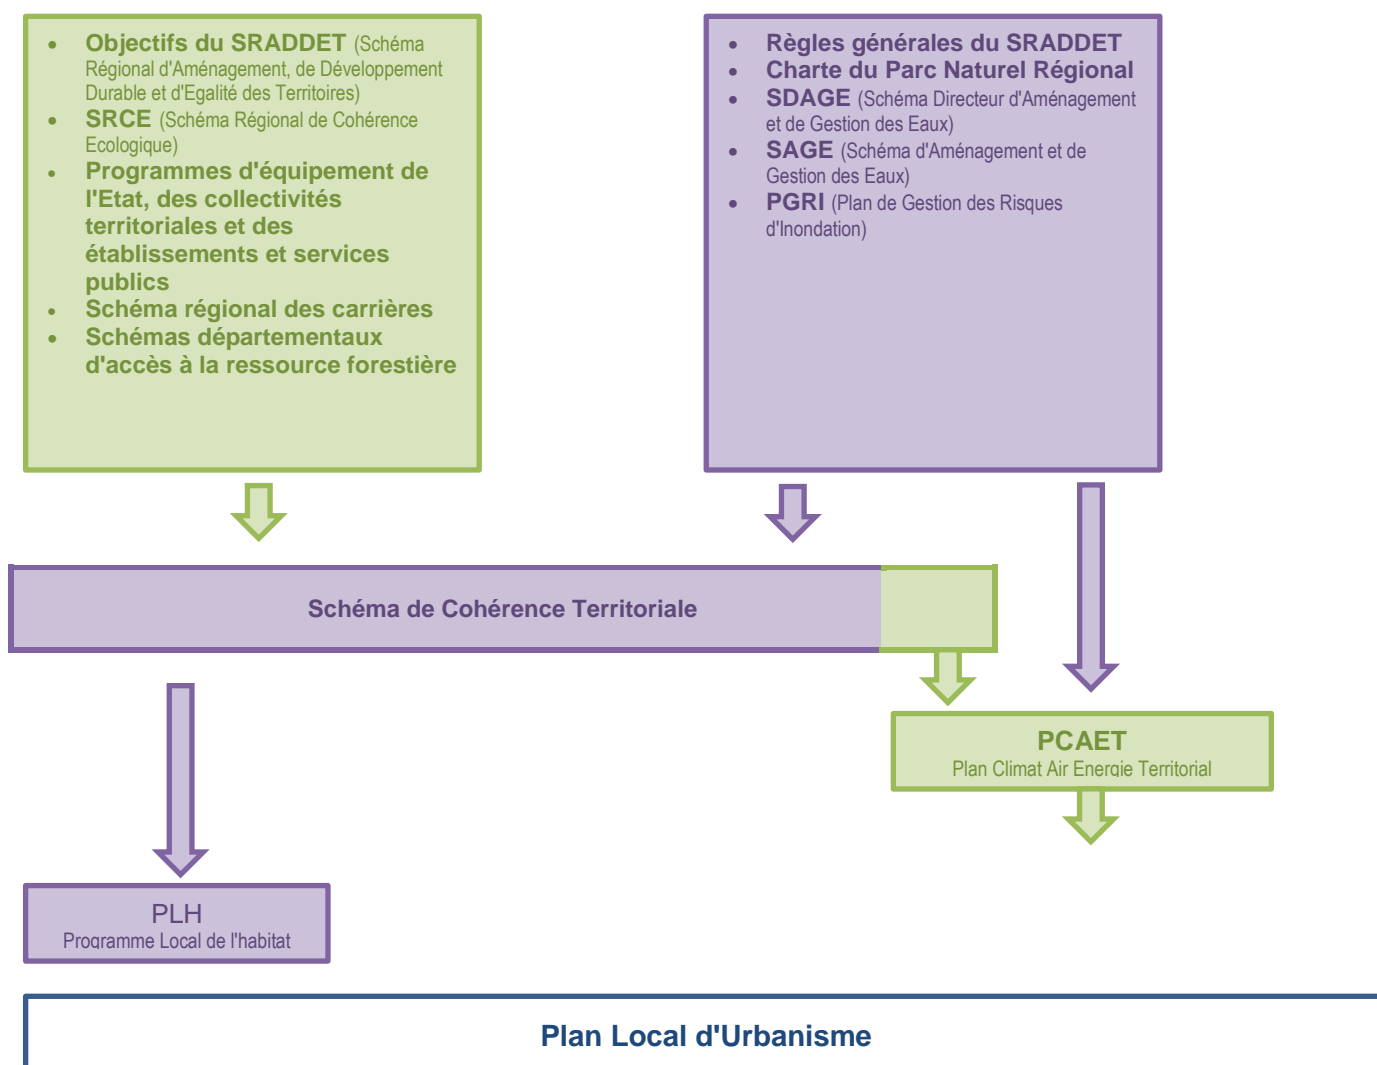 • Objectifs du SRADDET (Schéma
Régional d'Aménagement, de Développement
Durable et d'Egalité des Territoires)
• SRCE (Schéma Régional de Cohérence
Ecologique)
• Programmes d'équipement de
l'Etat, des collectivités
territoriales et des
établissements et services
publics
• Schéma régional des carrières
• Schémas départementaux
d'accès à la ressource forestière
• Règles générales du SRADDET
• Charte du Parc Naturel Régional
• SDAGE (Schéma Directeur d'Aménagement
et de Gestion des Eaux)
• SAGE (Schéma d'Aménagement et de
Gestion des Eaux)
• PGRI (Plan de Gestion des Risques
d'Inondation)
Schéma de Cohérence Territoriale
PCAET
Plan Climat Air Energie Territorial
PLH
Programme Local de l'habitat
Plan Local d'Urbanisme